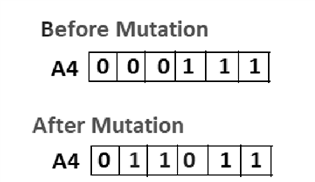 Before Mutation
A4 0 0 0 1 1 1
After Mutation
A4 0 1 1 0 1 1